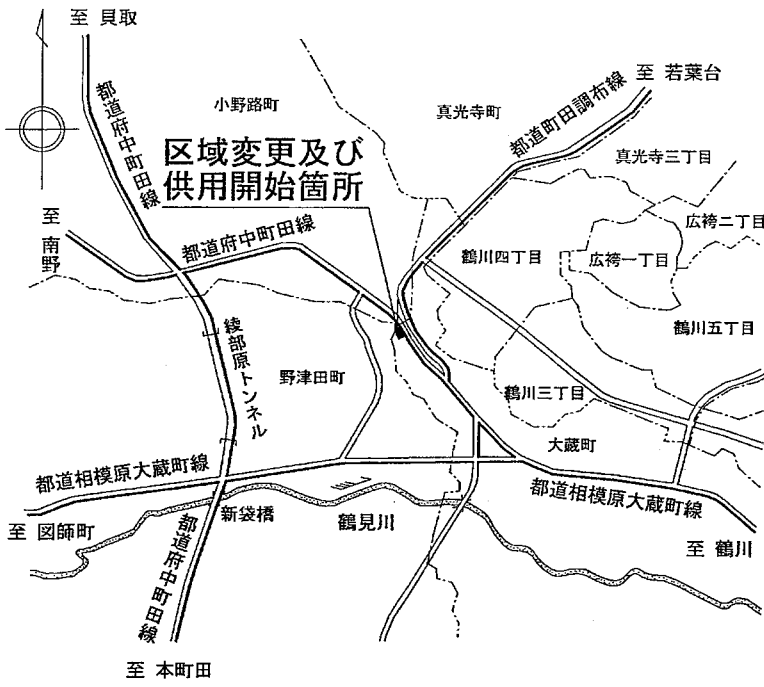 至 貝取
都道府中町田線
小野路町
真光寺町
都道町田調布線
至 若葉台
真光寺三丁目
区域変更及び
供用開始箇所
至 南野
都道府中町田線
鶴川四丁目
広袴二丁目
広袴一丁目
鶴川五丁目
綾部原トンネル
野津田町
鶴川三丁目
大蔵町
都道相模原大蔵町線
都道相模原大蔵町線
至 図師町
都道府中町田線
新袋橋
鶴見川
至 鶴川
至 本町田